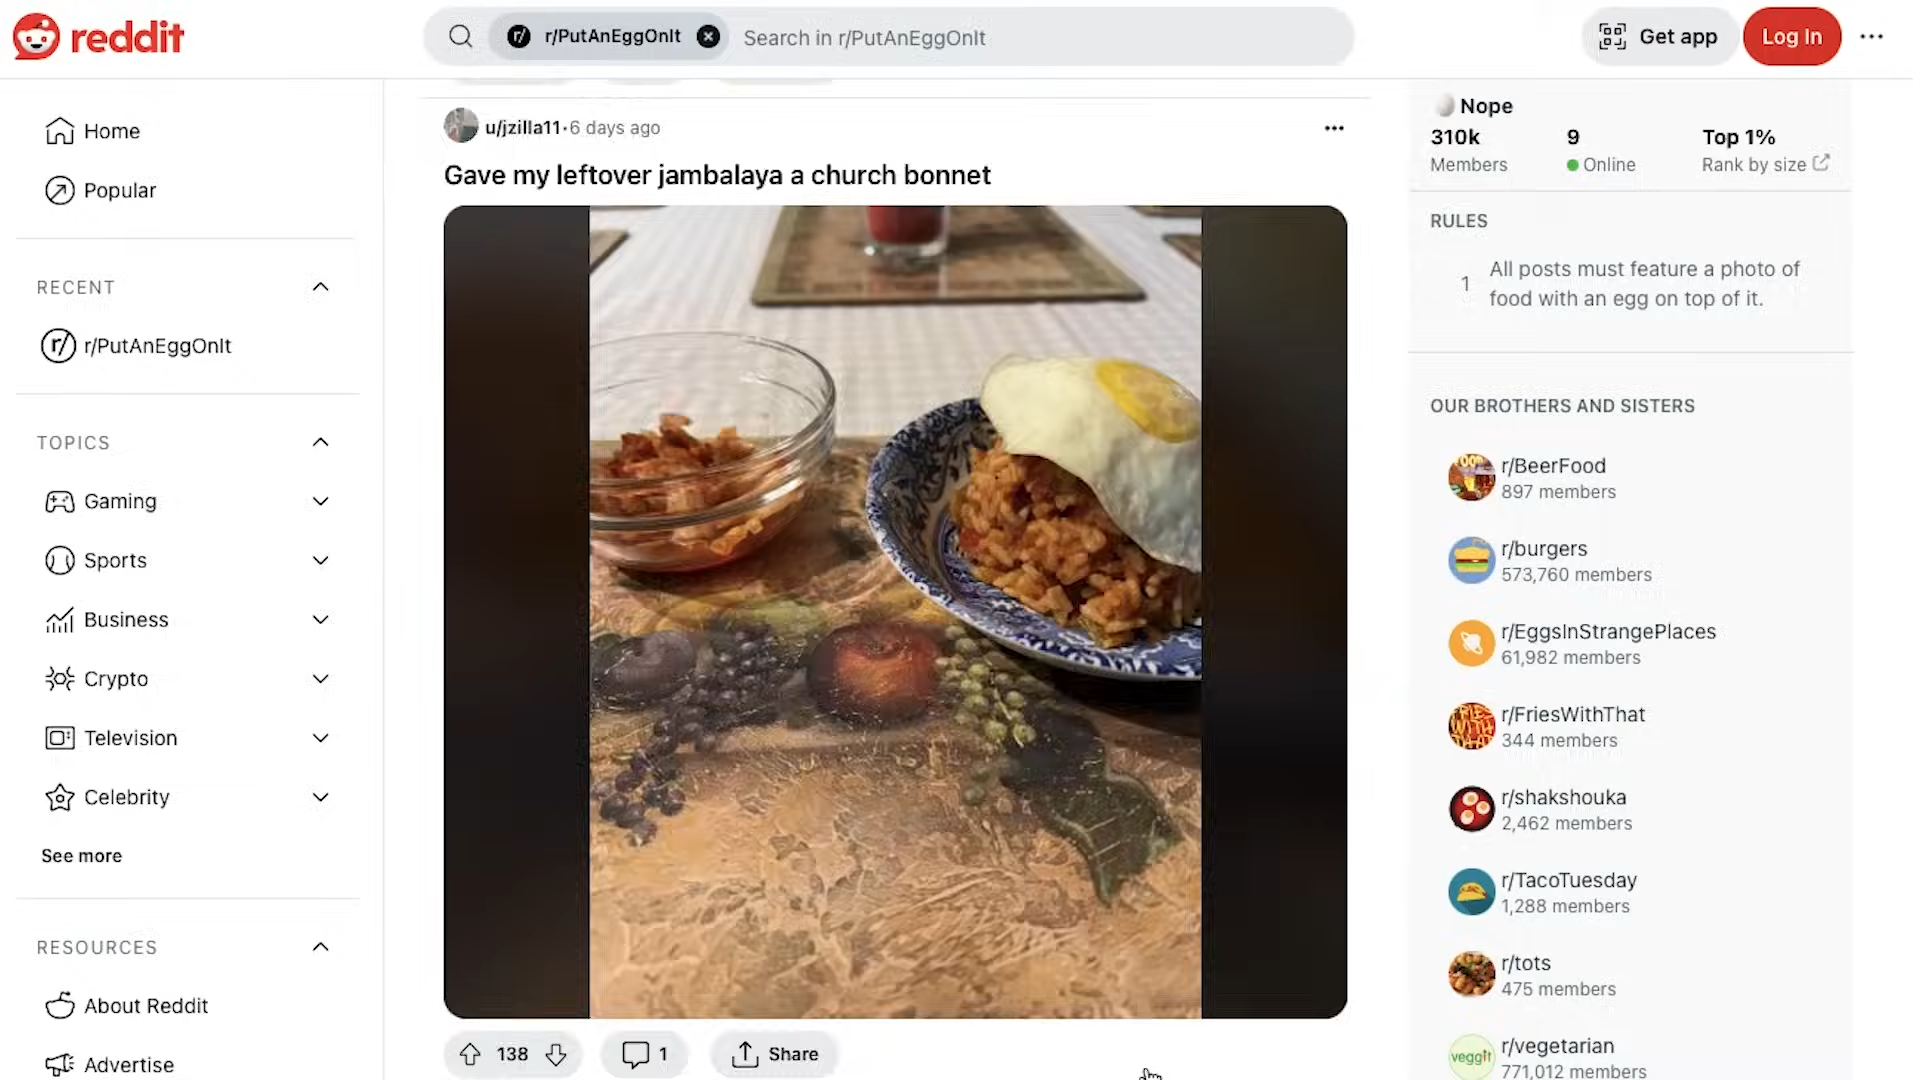 reddit
r/ r/PutAnEggOnIt
Search in r/PutAnEggOnIt
Get app
Log In
Home
Popular
RECENT
r/ r/PutAnEggOnIt
TOPICS
Gaming
Sports
Business
Crypto
Television
Celebrity
See more
RESOURCES
About Reddit
Advertise
u/jzilla11·6 days ago
Gave my leftover jambalaya a church bonnet
138
1
Share
Nope
310k 9 Top 1%
Members Online Rank by size
RULES
1 All posts must feature a photo of
food with an egg on top of it.
OUR BROTHERS AND SISTERS
r/BeerFood
897 members
r/burgers
573,760 members
r/EggsInStrangePlaces
61,982 members
FRIES WITH THAT
r/FriesWithThat
344 members
r/shakshouka
2,462 members
r/TacoTuesday
1,288 members
r/tots
475 members
veggit
r/vegetarian
771,012 members